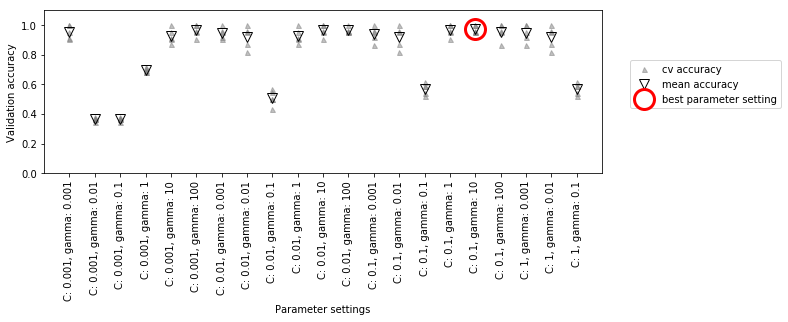 Validation accuracy
1.0
0.8
0.6
0.4
0.2
0.0
C: 0.001, gamma: 0.001
C: 0.001, gamma: 0.01
C: 0.001, gamma: 0.1
C: 0.001, gamma: 1
C: 0.001, gamma: 10
C: 0.001, gamma: 100
C: 0.01, gamma: 0.001
C: 0.01, gamma: 0.01
C: 0.01, gamma: 0.1
C: 0.01, gamma: 1
C: 0.01, gamma: 10
C: 0.01, gamma: 100
C: 0.1, gamma: 0.001
C: 0.1, gamma: 0.01
C: 0.1, gamma: 0.1
C: 0.1, gamma: 1
C: 0.1, gamma: 10
C: 0.1, gamma: 100
C: 1, gamma: 0.001
C: 1, gamma: 0.01
C: 1, gamma: 0.1
Parameter settings
cv accuracy
mean accuracy
best parameter setting